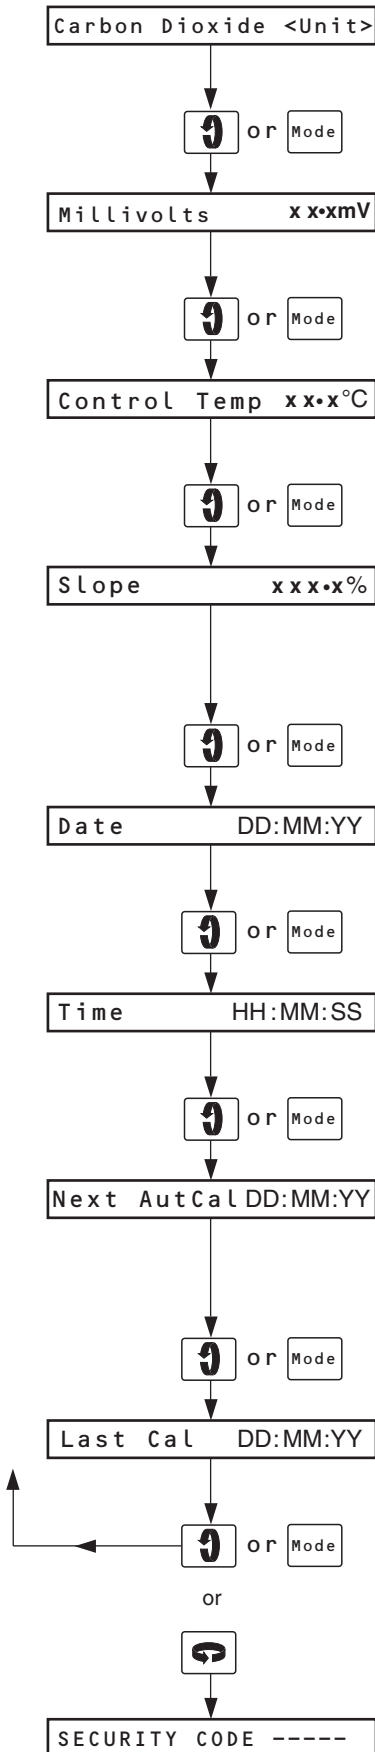 Carbon Dioxide <Unit>
or Mode
Millivolts xx•xmV
or Mode
Control Temp xx•x°C
or Mode
Slope xxx•x%
or Mode
Date DD:MM:YY
or Mode
Time HH:MM:SS
or Mode
Next AutCal DD:MM:YY
or Mode
Last Cal DD:MM:YY
or Mode
or
SECURITY CODE -----